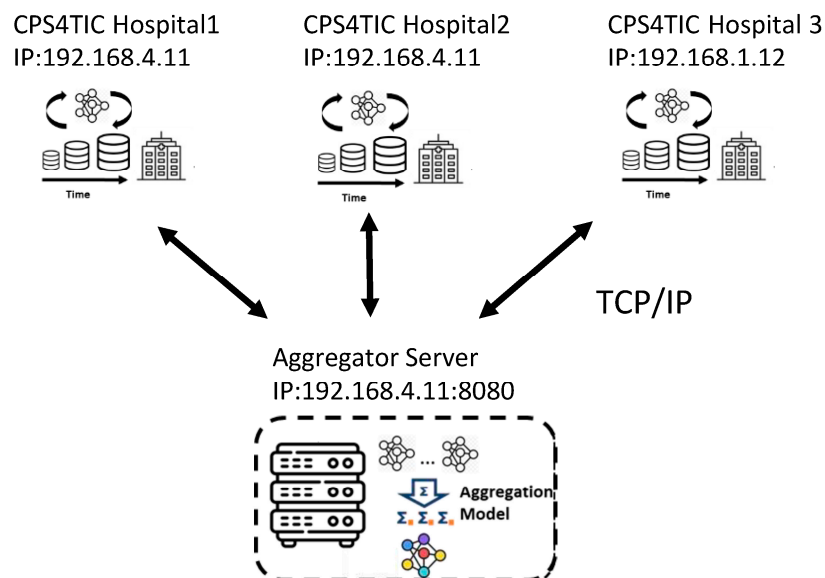 CPS4TIC Hospital1
IP:192.168.4.11
CPS4TIC Hospital2
IP:192.168.4.11
CPS4TIC Hospital 3
IP:192.168.1.12
Time
Time
Time
TCP/IP
Aggregator Server
IP:192.168.4.11:8080
...
Σ
Aggregation
Model
Σ. Σ. Σ.